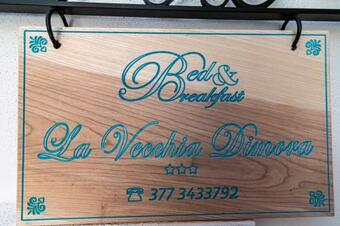 Bed &
Breakfast
La Vecchia Dimora
☆☆☆
☎ 377 3433792